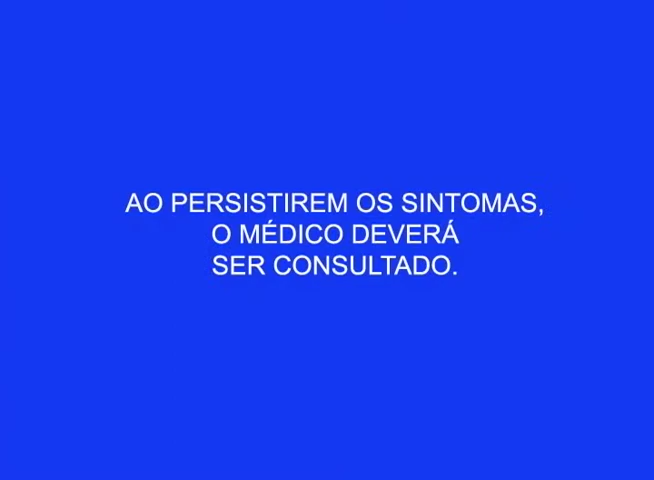 AO PERSISTIREM OS SINTOMAS,
O MÉDICO DEVERÁ
SER CONSULTADO.